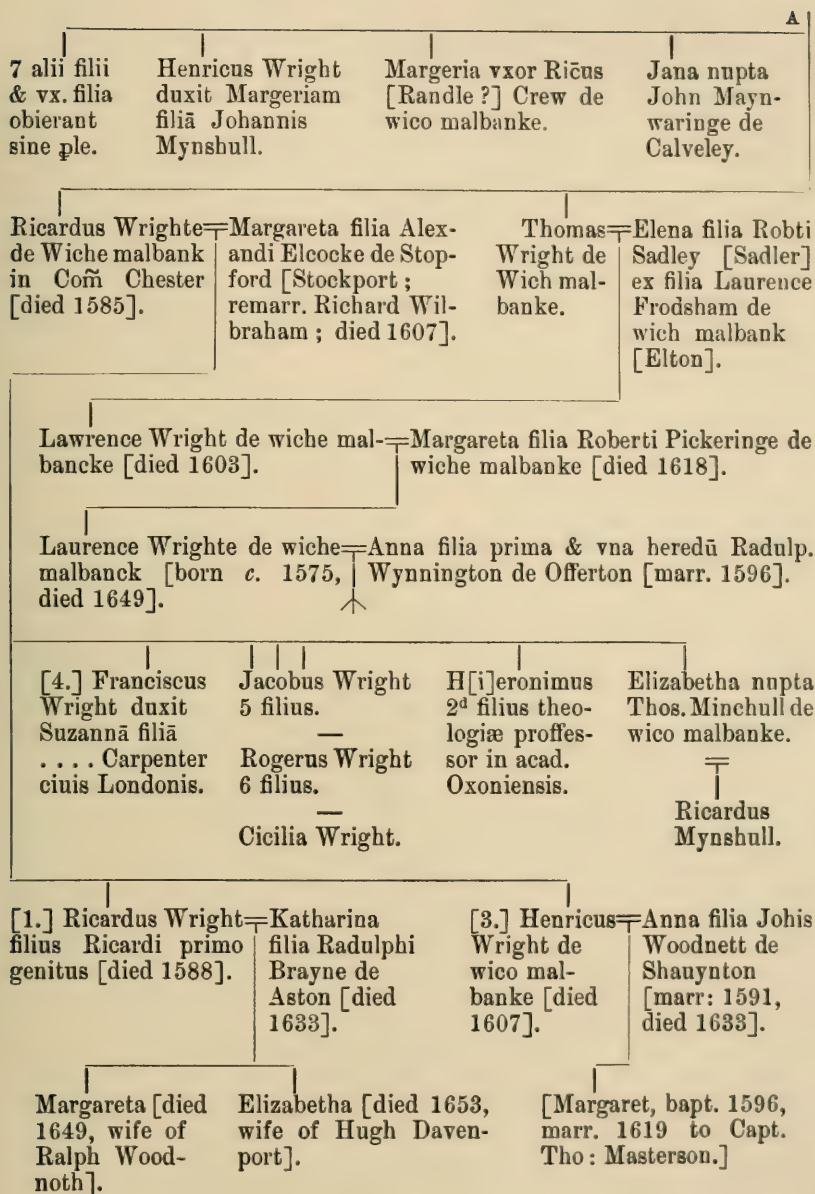 A
7 alii filii
& vx. filia
obierant
sine ꝑle.
Henricus Wright
duxit Margeriam
filiā Johannis
Mynshull.
Margeria vxor Ricūs
[Randle ?] Crew de
wico malbanke.
Jana nupta
John Mayn-
waringe de
Calveley.
Ricardus Wrighte
de Wiche malbank
in Com̃ Chester
[died 1585].
Margareta filia Alex-
andi Elcocke de Stop-
ford [Stockport ;
remarr. Richard Wil-
braham ; died 1607].
Thomas
Wright de
Wich mal-
banke.
Elena filia Robti
Sadley [Sadler]
ex filia Laurence
Frodsham de
wich malbank
[Elton].
Lawrence Wright de wiche mal-
bancke [died 1603].
Margareta filia Roberti Pickeringe de
wiche malbanke [died 1618].
Laurence Wrighte de wiche
malbanck [born c. 1575,
died 1649].
Anna filia prima & vna heredū Radulp.
Wynnington de Offerton [marr. 1596].
[4.] Franciscus
Wright duxit
Suzannā filiā
. . . . Carpenter
ciuis Londonis.
Jacobus Wright
5 filius.
—
Rogerus Wright
6 filius.
—
Cicilia Wright.
H[i]eronimus
2ᵈ filius theo-
logiæ proffes-
sor in acad.
Oxoniensis.
Elizabetha nupta
Thos. Minchull de
wico malbanke.
Ricardus
Mynshull.
[1.] Ricardus Wright
filius Ricardi primo
genitus [died 1588].
Katharina
filia Radulphi
Brayne de
Aston [died
1633].
[3.] Henricus
Wright de
wico mal-
banke [died
1607].
Anna filia Johis
Woodnett de
Shauynton
[marr: 1591,
died 1633].
Margareta [died
1649, wife of
Ralph Wood-
noth].
Elizabetha [died 1653,
wife of Hugh Daven-
port].
[Margaret, bapt. 1596,
marr. 1619 to Capt.
Tho : Masterson.]